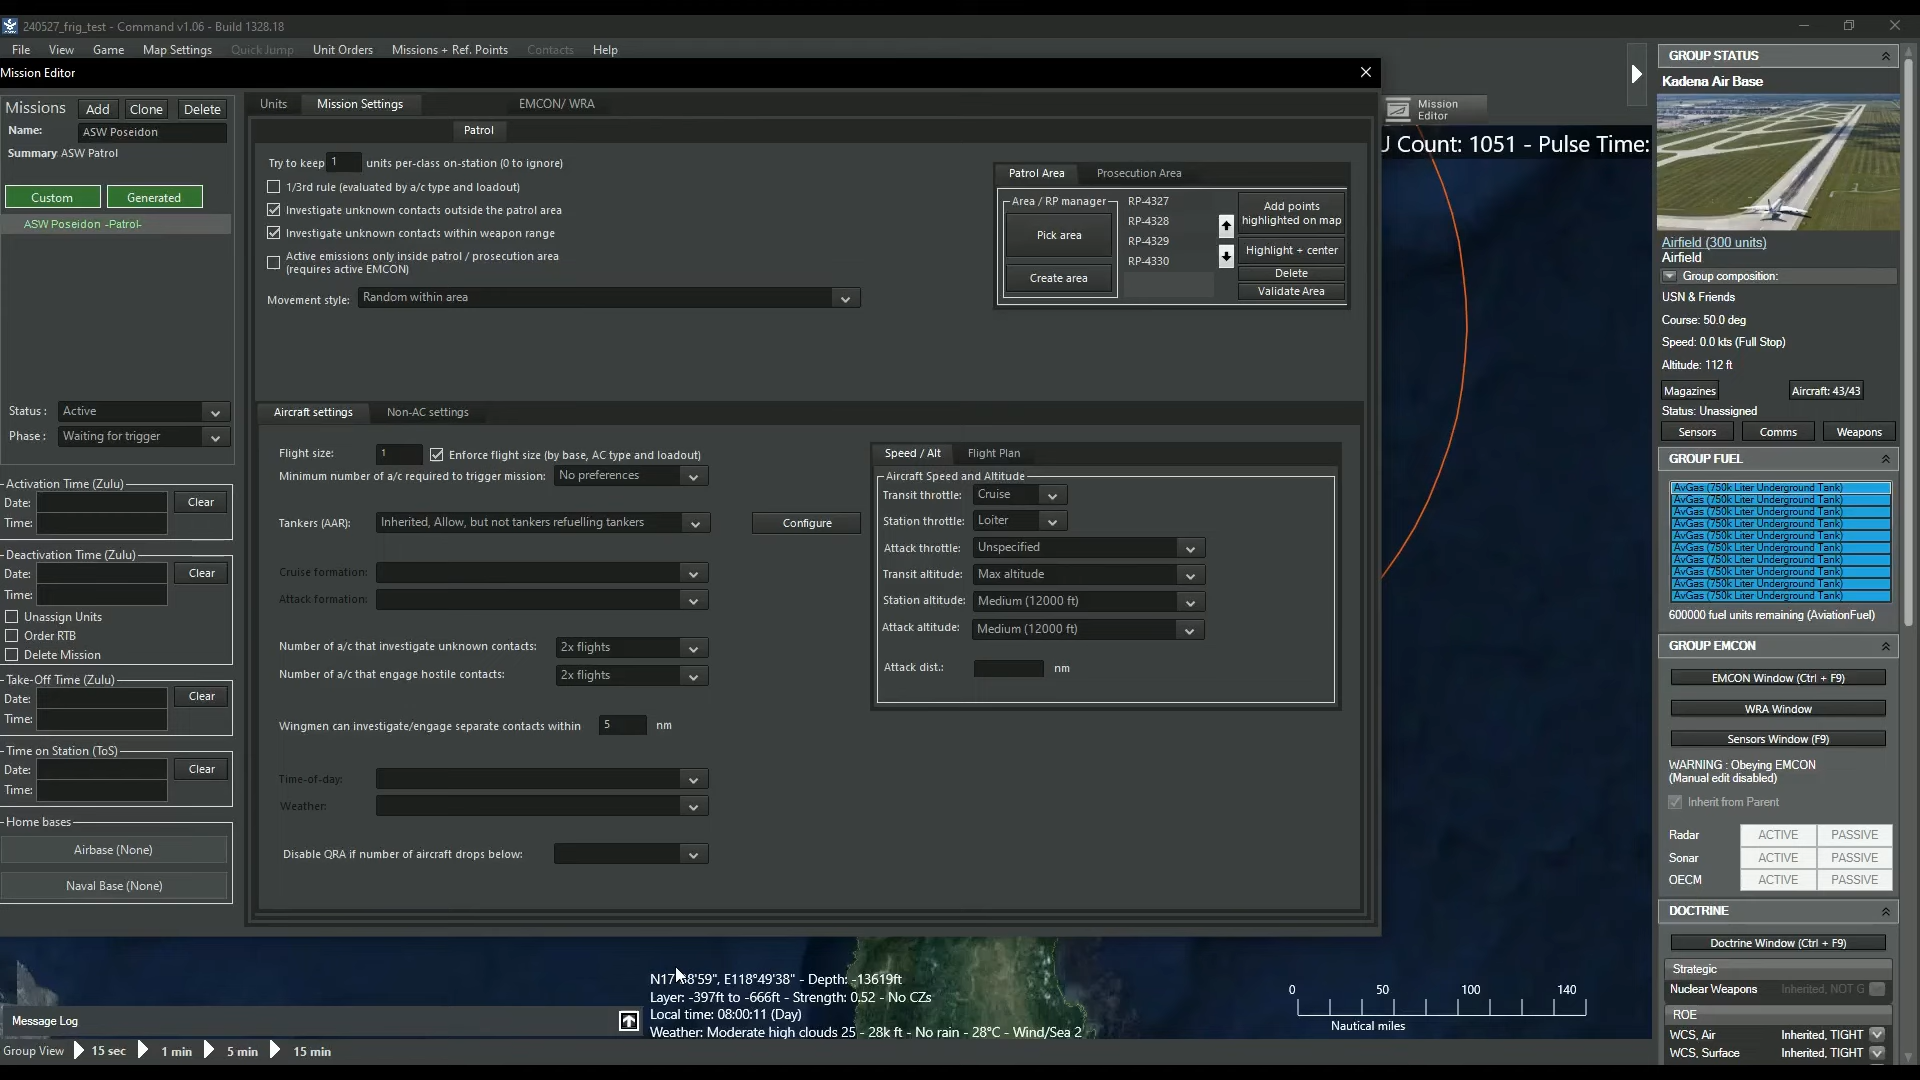 240527_frig_test - Command v1.06 - Build 1328.18
File View Game Map Settings Quick Jump Unit Orders Missions + Ref. Points Contacts Help
Mission Editor
Missions Add Clone Delete
Name: ASW Poseidon
Summary ASW Patrol
Custom Generated
ASW Poseidon -Patrol-
Status: Active
Phase: Waiting for trigger
Activation Time (Zulu)
Date: Clear
Time:
Deactivation Time (Zulu)
Date: Clear
Time:
Unassign Units
Order RTB
Delete Mission
Take-Off Time (Zulu)
Date: Clear
Time:
Time on Station (ToS)
Date: Clear
Time:
Home bases
Airbase (None)
Naval Base (None)
Units Mission Settings EMCON/ WRA
Patrol
Try to keep 1 units per-class on-station (0 to ignore)
1/3rd rule (evaluated by a/c type and loadout)
Investigate unknown contacts outside the patrol area
Investigate unknown contacts within weapon range
Active emissions only inside patrol / prosecution area
(requires active EMCON)
Movement style: Random within area
Patrol Area Prosecution Area
Area / RP manager
Pick area
Create area
RP-4327
RP-4328
RP-4329
RP-4330
Add points
highlighted on map
Highlight + center
Delete
Validate Area
Aircraft settings Non-AC settings
Flight size: 1 Enforce flight size (by base, AC type and loadout)
Minimum number of a/c required to trigger mission: No preferences
Tankers (AAR): Inherited, Allow, but not tankers refuelling tankers Configure
Cruise formation:
Attack formation:
Number of a/c that investigate unknown contacts: 2x flights
Number of a/c that engage hostile contacts: 2x flights
Wingmen can investigate/engage separate contacts within 5 nm
Time-of-day:
Weather:
Disable QRA if number of aircraft drops below:
Speed / Alt Flight Plan
Aircraft Speed and Altitude
Transit throttle: Cruise
Station throttle: Loiter
Attack throttle: Unspecified
Transit altitude: Max altitude
Station altitude: Medium (12000 ft)
Attack altitude: Medium (12000 ft)
Attack dist.: nm
Mission
Editor
U Count: 1051 - Pulse Time:
GROUP STATUS
Kadena Air Base
Airfield (300 units)
Airfield
Group composition:
USN & Friends
Course: 50.0 deg
Speed: 0.0 kts (Full Stop)
Altitude: 112 ft
Magazines Aircraft: 43/43
Status: Unassigned
Sensors Comms Weapons
GROUP FUEL
AvGas (750k Liter Underground Tank)
AvGas (750k Liter Underground Tank)
AvGas (750k Liter Underground Tank)
AvGas (750k Liter Underground Tank)
AvGas (750k Liter Underground Tank)
AvGas (750k Liter Underground Tank)
AvGas (750k Liter Underground Tank)
AvGas (750k Liter Underground Tank)
AvGas (750k Liter Underground Tank)
AvGas (750k Liter Underground Tank)
600000 fuel units remaining (AviationFuel)
GROUP EMCON
EMCON Window (Ctrl + F9)
WRA Window
Sensors Window (F9)
WARNING : Obeying EMCON
(Manual edit disabled)
Inherit from Parent
Radar ACTIVE PASSIVE
Sonar ACTIVE PASSIVE
OECM ACTIVE PASSIVE
DOCTRINE
Doctrine Window (Ctrl + F9)
Strategic
Nuclear Weapons Inherited, NOT G
ROE
WCS, Air Inherited, TIGHT
WCS, Surface Inherited, TIGHT
Depth: -13619ft
Layer: -397ft to -666ft - Strength: 0.52 - No CZs
Local time: 08:00:11 (Day)
Weather: Moderate high clouds 25 - 28k ft - No rain - 28°C - Wind/Sea 2
0 50 100 140
Nautical miles
Message Log
Group View 15 sec 1 min 5 min 15 min